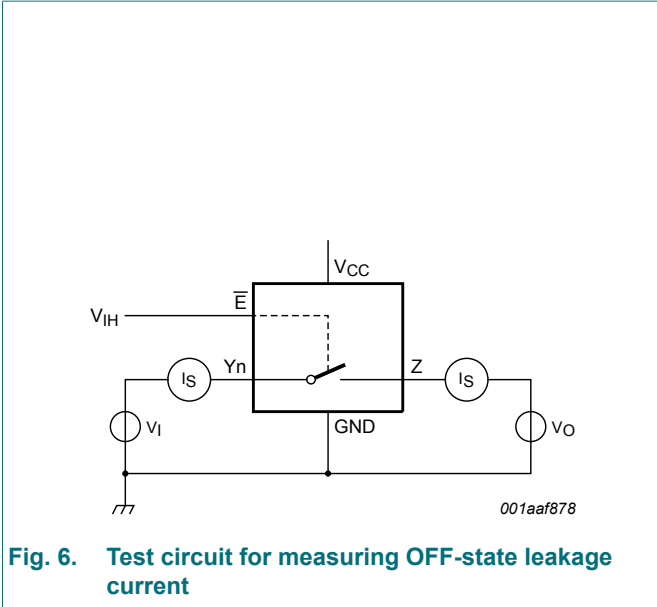 VCC
E
VIH
IS
Yn
Z
IS
VI
GND
VO
001aaf878
Fig. 6. Test circuit for measuring OFF-state leakage
current